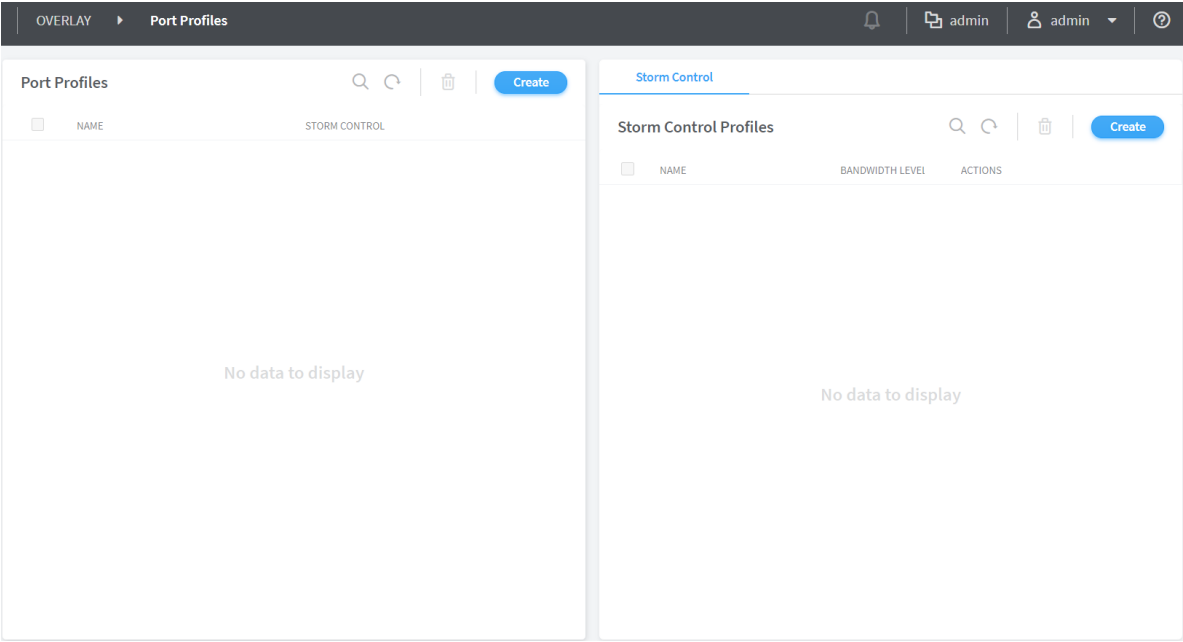 OVERLAY Port Profiles admin admin
Port Profiles Create
NAME STORM CONTROL
No data to display
Storm Control
Storm Control Profiles Create
NAME BANDWIDTH LEVEL ACTIONS
No data to display